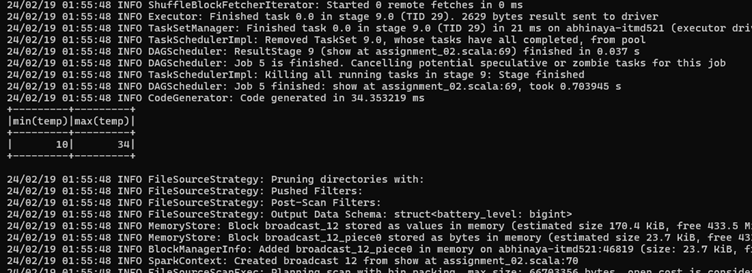 24/02/19 01:55:48 INFO ShuffleBlockFetcherIterator: Started 0 remote fetches in 0 ms
24/02/19 01:55:48 INFO Executor: Finished task 0.0 in stage 9.0 (TID 29). 2629 bytes result sent to driver
24/02/19 01:55:48 INFO TaskSetManager: Finished task 0.0 in stage 9.0 (TID 29) in 21 ms on abhinaya-itmd521 (executor dri
24/02/19 01:55:48 INFO TaskSchedulerImpl: Removed TaskSet 9.0, whose tasks have all completed, from pool
24/02/19 01:55:48 INFO DAGScheduler: ResultStage 9 (show at assignment_02.scala:69) finished in 0.037 s
24/02/19 01:55:48 INFO DAGScheduler: Job 5 is finished. Cancelling potential speculative or zombie tasks for this job
24/02/19 01:55:48 INFO TaskSchedulerImpl: Killing all running tasks in stage 9: Stage finished
24/02/19 01:55:48 INFO DAGScheduler: Job 5 finished: show at assignment_02.scala:69, took 0.703945 s
24/02/19 01:55:48 INFO CodeGenerator: Code generated in 34.353219 ms
+---------+---------+
|min(temp)|max(temp)|
+---------+---------+
|       10|       34|
+---------+---------+
24/02/19 01:55:48 INFO FileSourceStrategy: Pruning directories with:
24/02/19 01:55:48 INFO FileSourceStrategy: Pushed Filters:
24/02/19 01:55:48 INFO FileSourceStrategy: Post-Scan Filters:
24/02/19 01:55:48 INFO FileSourceStrategy: Output Data Schema: struct<battery_level: bigint>
24/02/19 01:55:48 INFO MemoryStore: Block broadcast_12 stored as values in memory (estimated size 170.4 KiB, free 433.5 M
24/02/19 01:55:48 INFO MemoryStore: Block broadcast_12_piece0 stored as bytes in memory (estimated size 23.7 KiB, free 43
24/02/19 01:55:48 INFO BlockManagerInfo: Added broadcast_12_piece0 in memory on abhinaya-itmd521:46819 (size: 23.7 KiB, f
24/02/19 01:55:48 INFO SparkContext: Created broadcast 12 from show at assignment_02.scala:70
24/02/19 01:55:48 INFO FileSourceScanExec: Planning scan with bin packing, max size: 66703356 bytes, open cost is consi